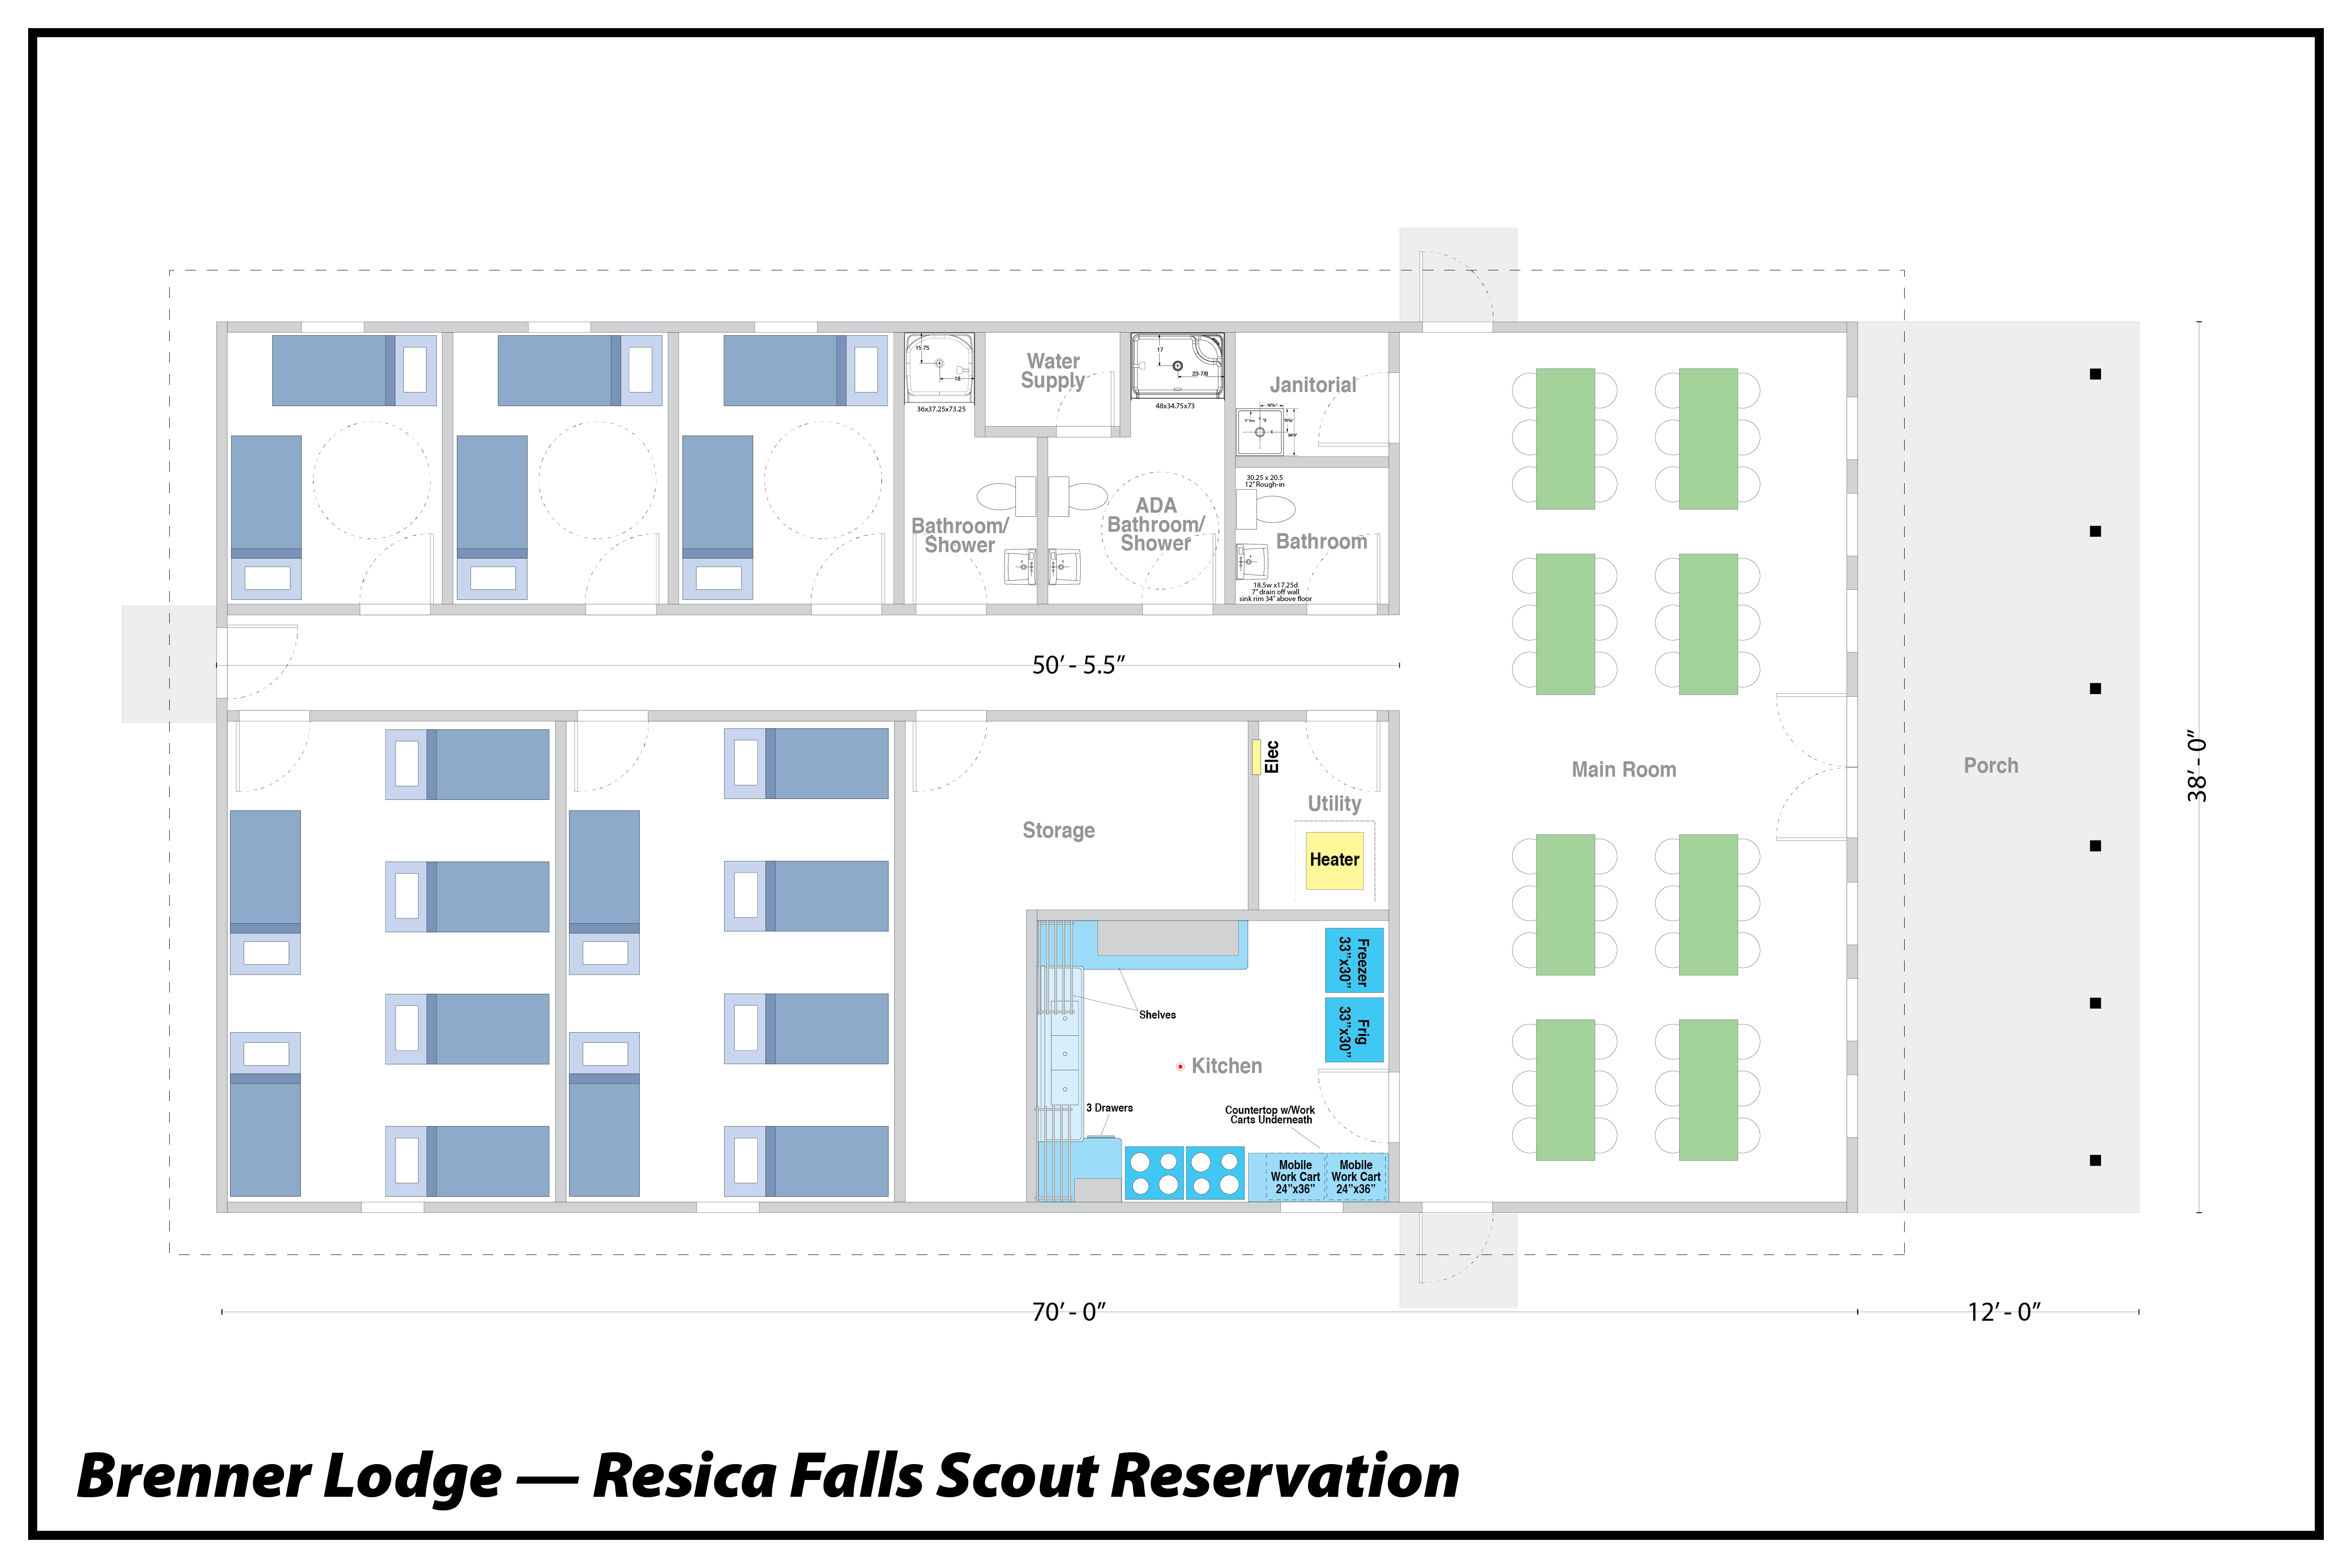 15.75
18
36x37.25x73.25
Water
Supply
17
23-7/8
48x34.75x73
Janitorial
Bathroom/
Shower
ADA
Bathroom/
Shower
30.25 x 20.5
12" Rough-in
Bathroom
18.5w x17.25d
7" drain off wall
sink rim 34" above floor
50’ - 5.5”
Elec
Utility
Heater
Storage
Main Room
Porch
38’ - 0”
Freezer
33”x30”
Frig
33”x30”
Shelves
Kitchen
3 Drawers
Countertop w/Work
Carts Underneath
Mobile
Work Cart
24”x36”
Mobile
Work Cart
24”x36”
70’ - 0”
12’ - 0”
Brenner Lodge — Resica Falls Scout Reservation